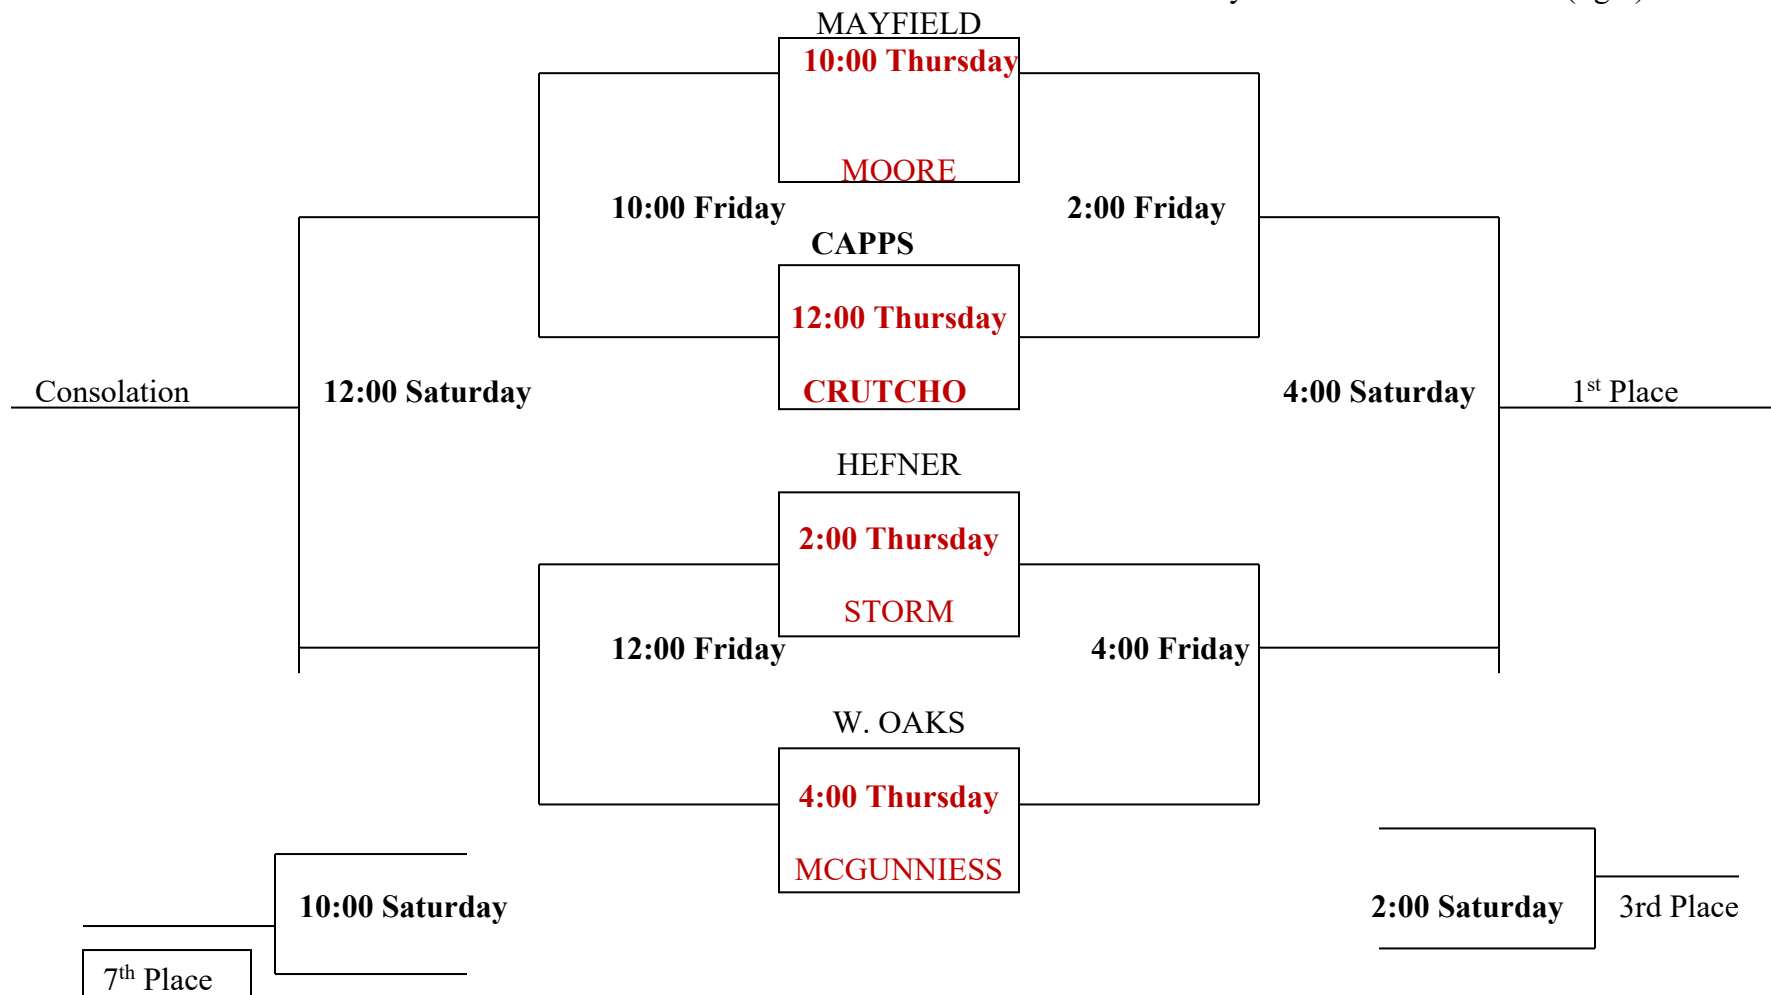 MAYFIELD
10:00 Thursday
MOORE
10:00 Friday
2:00 Friday
CAPPS
12:00 Thursday
Consolation
12:00 Saturday
CRUTCHO
4:00 Saturday
1st Place
HEFNER
2:00 Thursday
STORM
12:00 Friday
4:00 Friday
W. OAKS
4:00 Thursday
MCGUNNIESS
10:00 Saturday
2:00 Saturday
3rd Place
7th Place